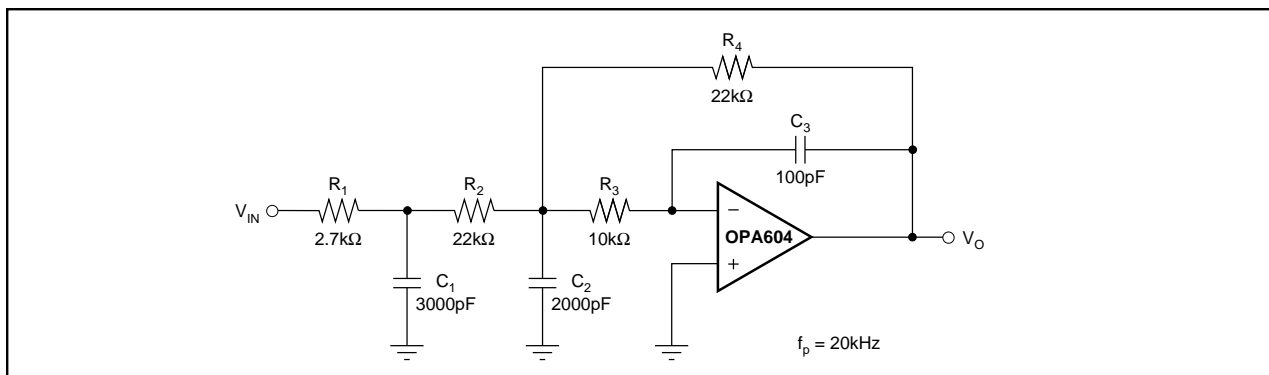 R4
22kΩ
C3
100pF
R1
R2
R3
VIN
2.7kΩ
22kΩ
10kΩ
–
OPA604
+
VO
C1
3000pF
C2
2000pF
fp = 20kHz